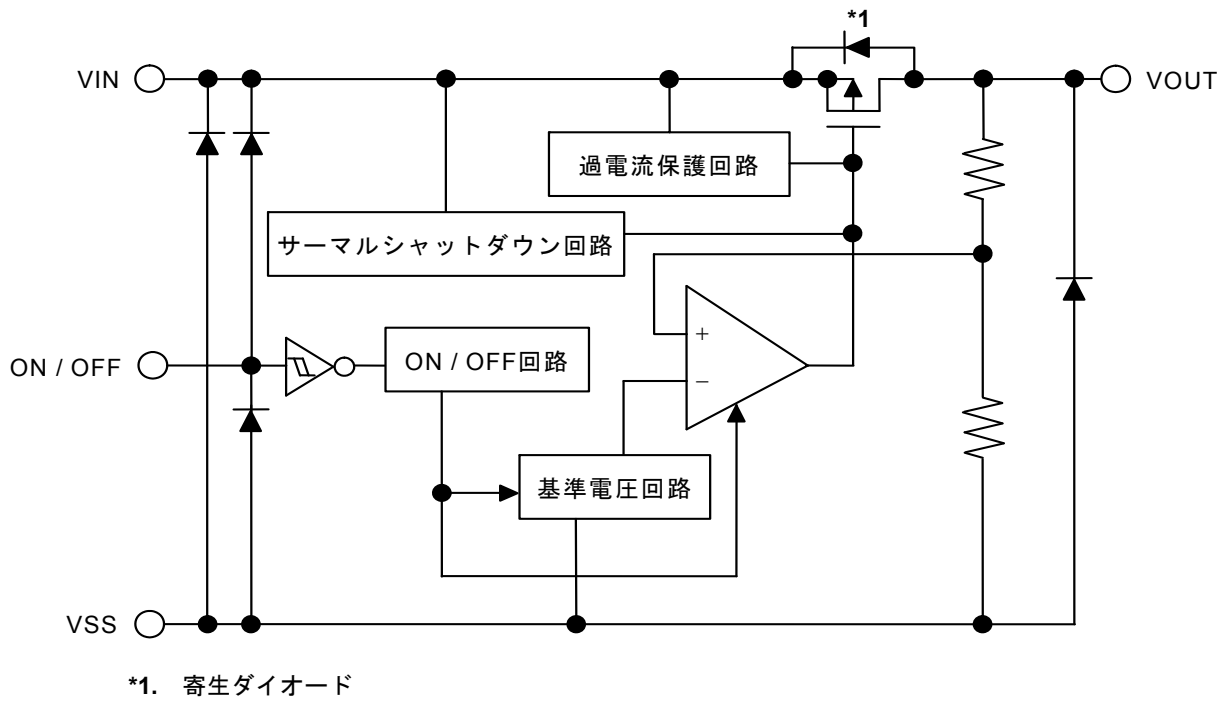 *1
VIN
VOUT
過電流保護回路
サーマルシャットダウン回路
+
ON / OFF
ON / OFF回路
−
基準電圧回路
VSS
*1. 寄生ダイオード